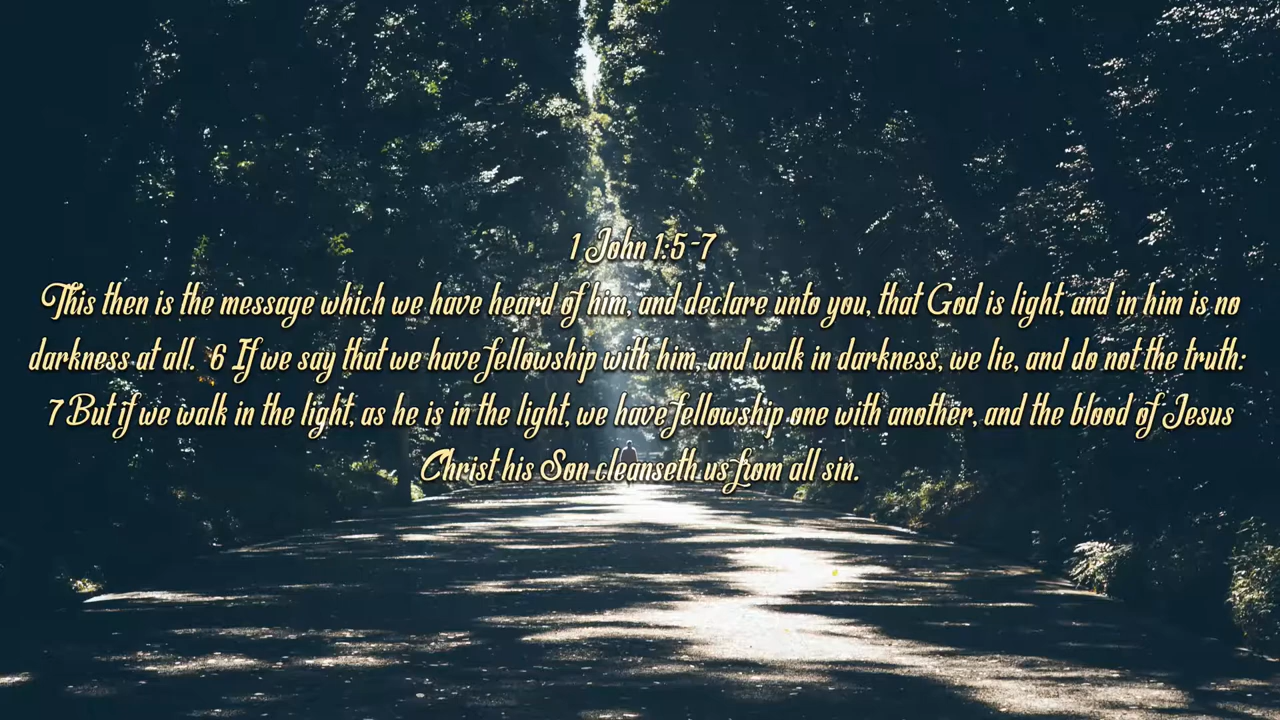 1 John 1:5-7
This then is the message which we have heard of him, and declare unto you, that God is light, and in him is no
darkness at all. 6 If we say that we have fellowship with him, and walk in darkness, we lie, and do not the truth:
7 But if we walk in the light, as he is in the light, we have fellowship one with another, and the blood of Jesus
Christ his Son cleanseth us from all sin.